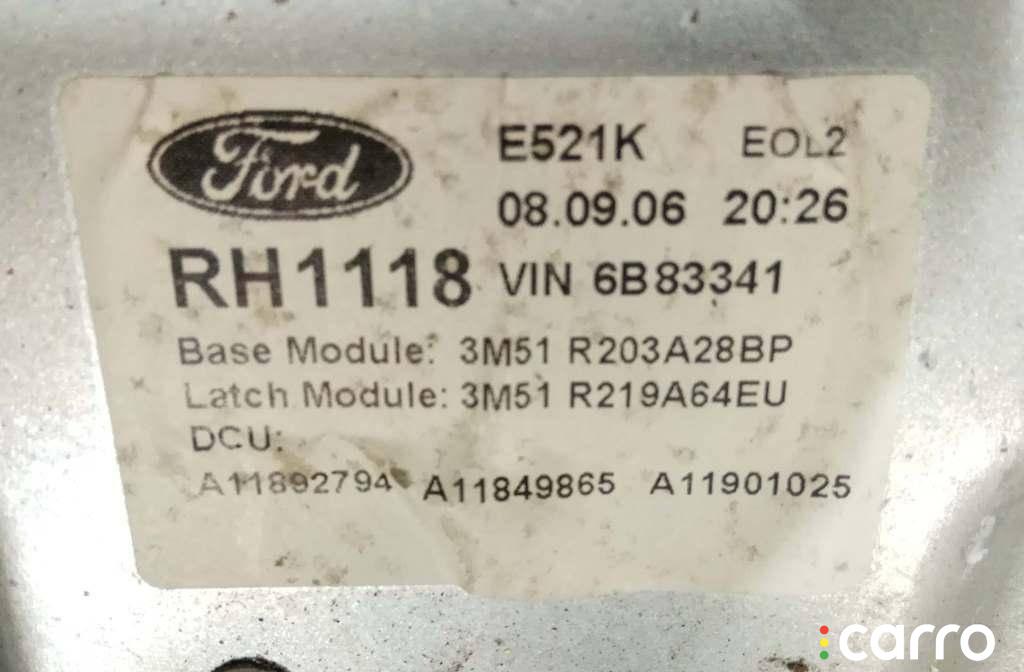 Ford
E521K EOL2
08.09.06 20:26
RH1118 VIN 6B83341
Base Module: 3M51 R203A28BP
Latch Module: 3M51 R219A64EU
DCU:
A11892794 A11849865 A11901025
carro